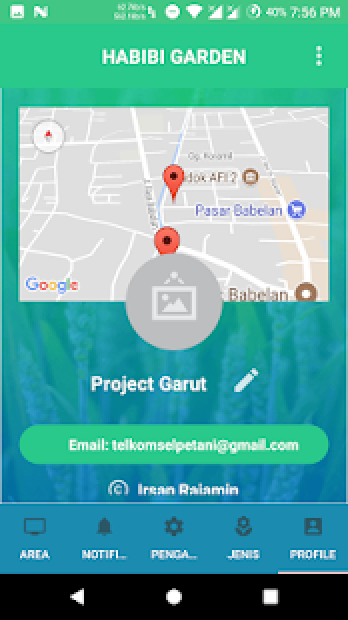 40% 7:56 PM
HABIBI GARDEN
Gg. Koramil
dok AFI 2
Pasar Babelan
Google
Babelan
Project Garut
Email: telkomselpetani@gmail.com
Irsan Rajamin
AREA NOTIFI... PENGA... JENIS PROFILE